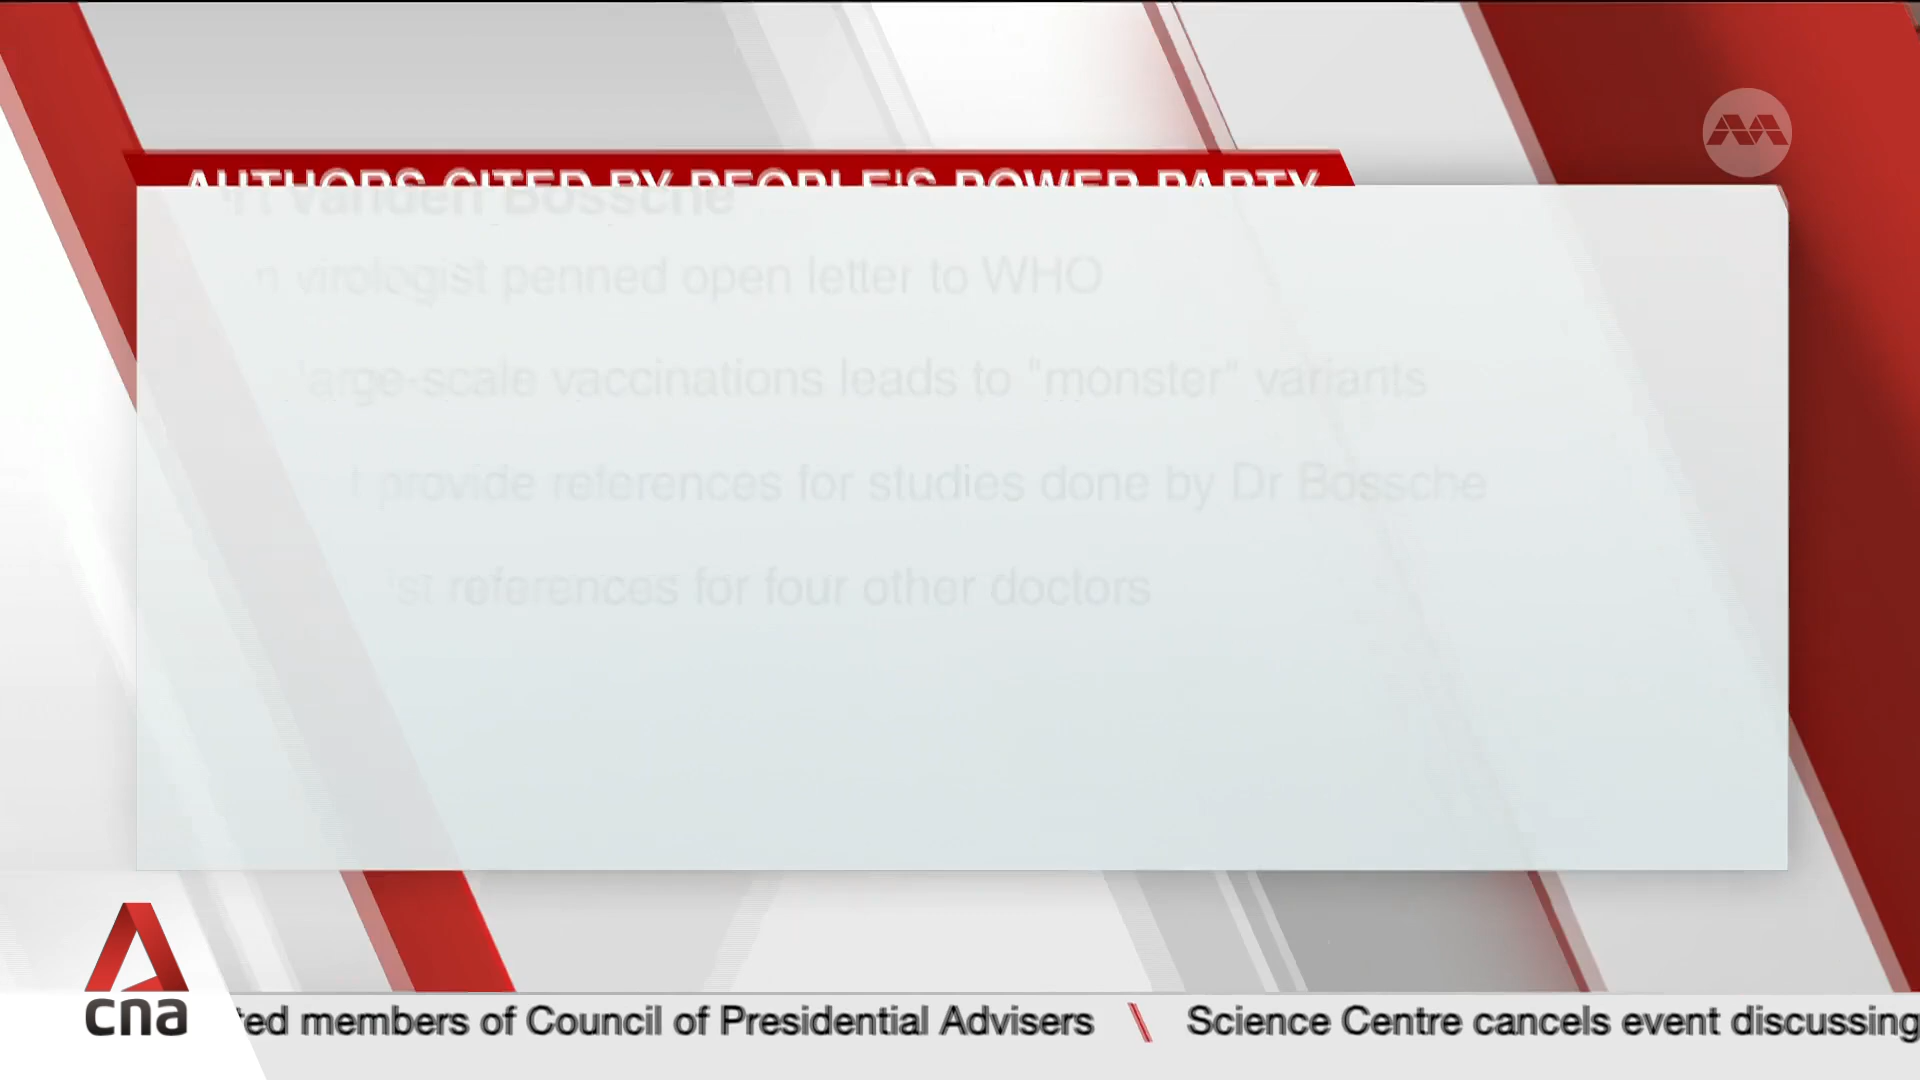 AUTHORS CITED BY PEOPLE'S POWER PARTY
Vanden Bossche
virologist penned open letter to WHO
large-scale vaccinations leads to "monster" variants
provide references for studies done by Dr Bossche
references for four other doctors
cna
ted members of Council of Presidential Advisers \ Science Centre cancels event discussing